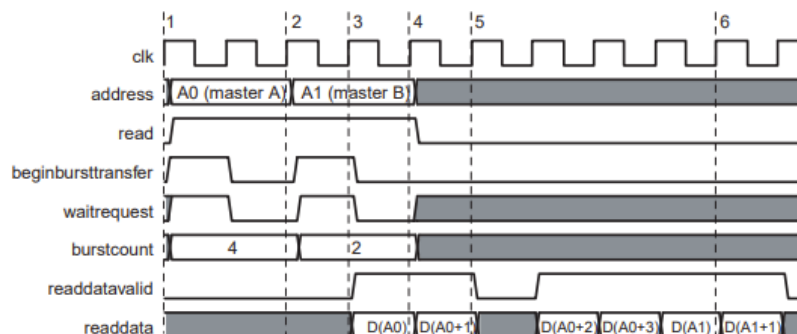 1 2 3 4 5 6
clk
address A0 (master A) A1 (master B)
read
beginbursttransfer
waitrequest
burstcount 4 2
readdatavalid
readdata D(A0) D(A0+1) D(A0+2) D(A0+3) D(A1) D(A1+1)